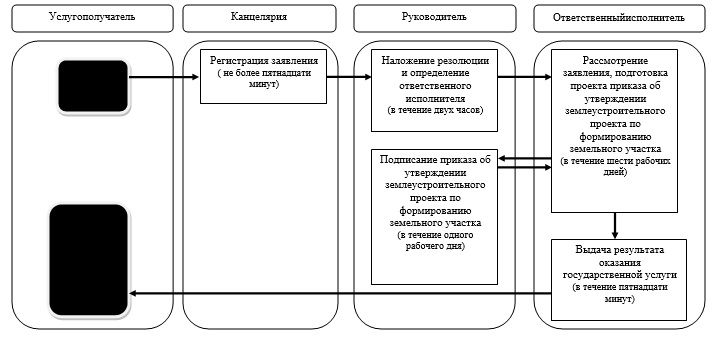 Услугополучатель
Канцелярия
Руководитель
Ответственныйисполнитель
Регистрация заявления
( не более пятнадцати
минут)
Наложение резолюции
и определение
ответственного
исполнителя
(в течение двух часов)
Рассмотрение
заявления, подготовка
проекта приказа об
утверждении
землеустроительного
проекта по
формированию
земельного участка
(в течение шести рабочих
дней)
Подписание приказа об
утверждении
землеустроительного
проекта по
формированию
земельного участка
(в течение одного
рабочего дня)
Выдача результата
оказания
государственной услуги
(в течение пятнадцати
минут)